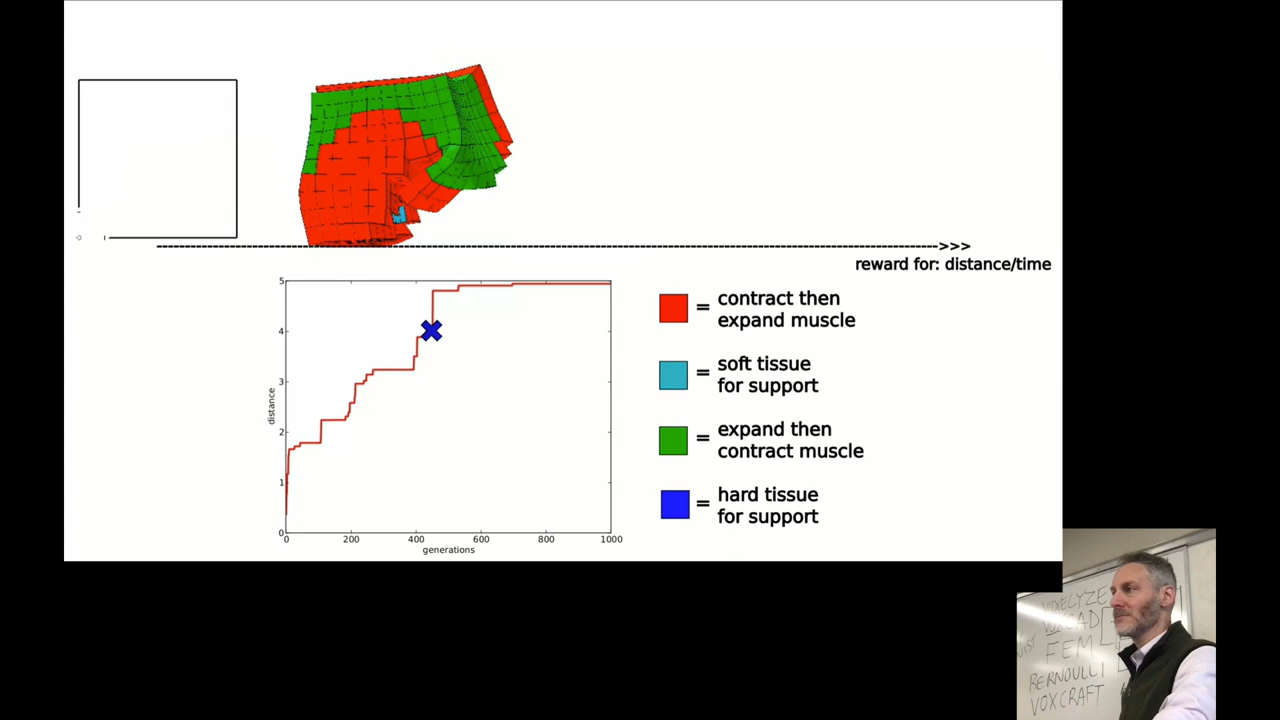 >>>
reward for: distance/time
5
4
3
2
1
0
distance
0 200 400 600 800 1000
generations
= contract then
expand muscle
= soft tissue
for support
= expand then
contract muscle
= hard tissue
for support
VOXELYZE
VOXCAD
FEM
BERNOULLI
VOXCRAFT